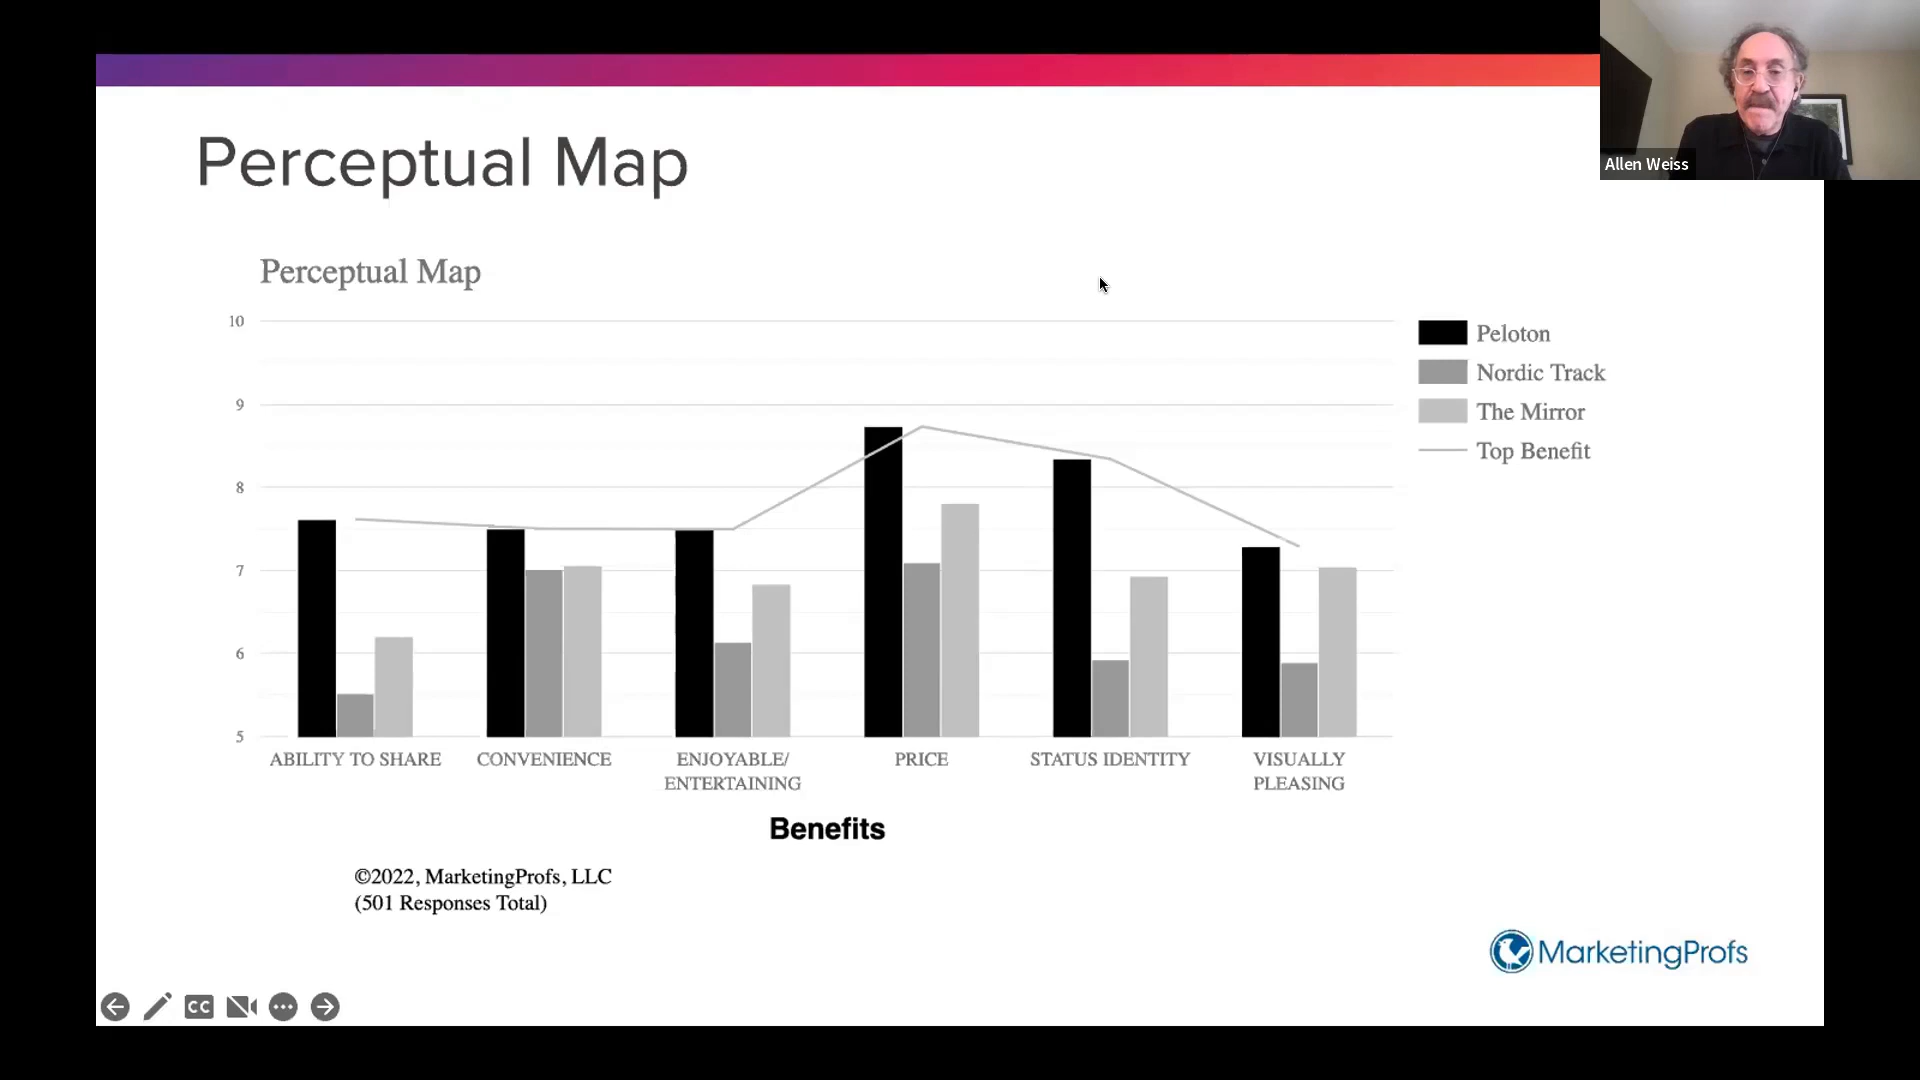 Allen Weiss
Perceptual Map
Perceptual Map
10
9
8
7
6
5
Peloton
Nordic Track
The Mirror
Top Benefit
ABILITY TO SHARE
CONVENIENCE
ENJOYABLE/
ENTERTAINING
PRICE
STATUS IDENTITY
VISUALLY
PLEASING
Benefits
©2022, MarketingProfs, LLC
(501 Responses Total)
MarketingProfs
CC